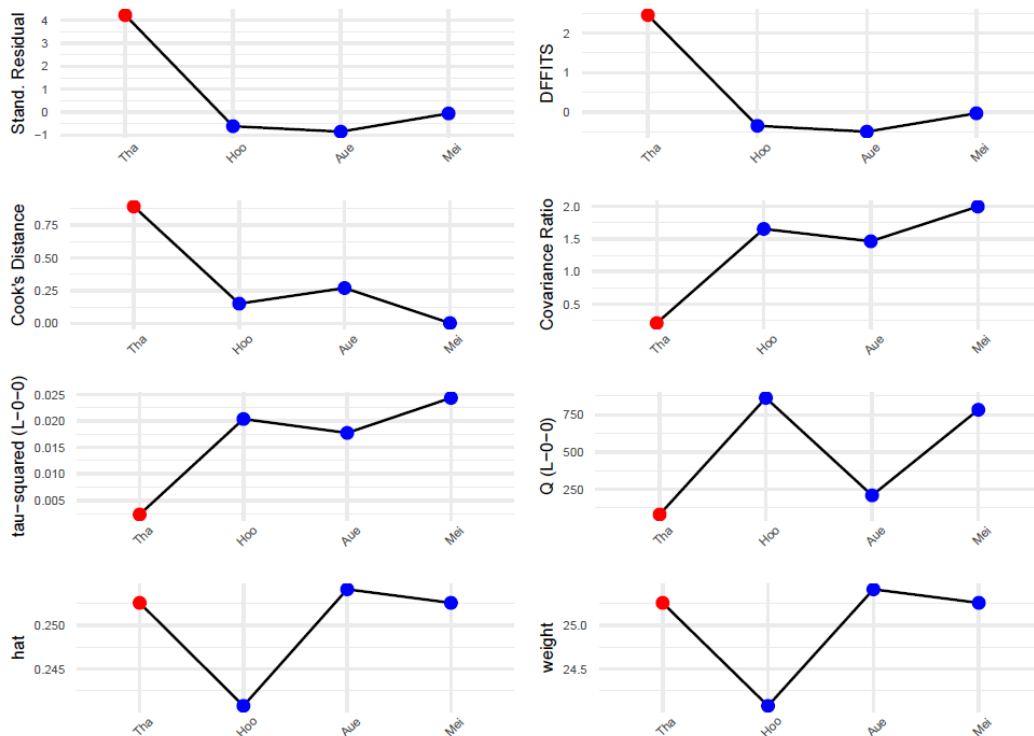 Stand. Residual
4
3
2
1
0
−1
Tha
Hoo
Aue
Mei
DFFITS
2
1
0
Tha
Hoo
Aue
Mei
Cook's Distance
0.75
0.50
0.25
0.00
Tha
Hoo
Aue
Mei
Covariance Ratio
2.0
1.5
1.0
0.5
Tha
Hoo
Aue
Mei
tau−squared (L−0−0)
0.025
0.020
0.015
0.010
0.005
Tha
Hoo
Aue
Mei
Q (L−0−0)
750
500
250
Tha
Hoo
Aue
Mei
hat
0.250
0.245
Tha
Hoo
Aue
Mei
weight
25.0
24.5
Tha
Hoo
Aue
Mei